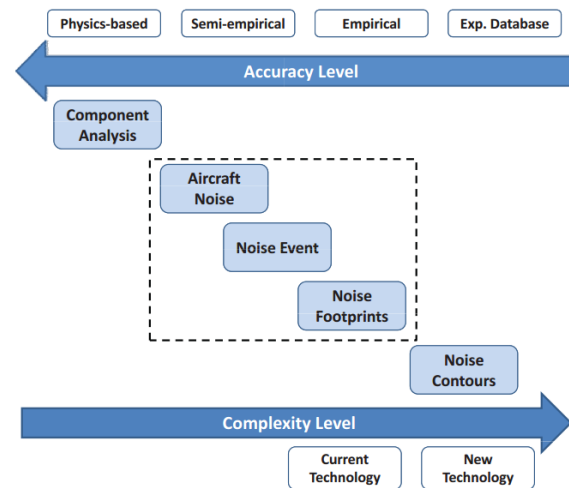 Physics-based
Semi-empirical
Empirical
Exp. Database
Accuracy Level
Component
Analysis
Aircraft
Noise
Noise Event
Noise
Footprints
Noise
Contours
Complexity Level
Current
Technology
New
Technology